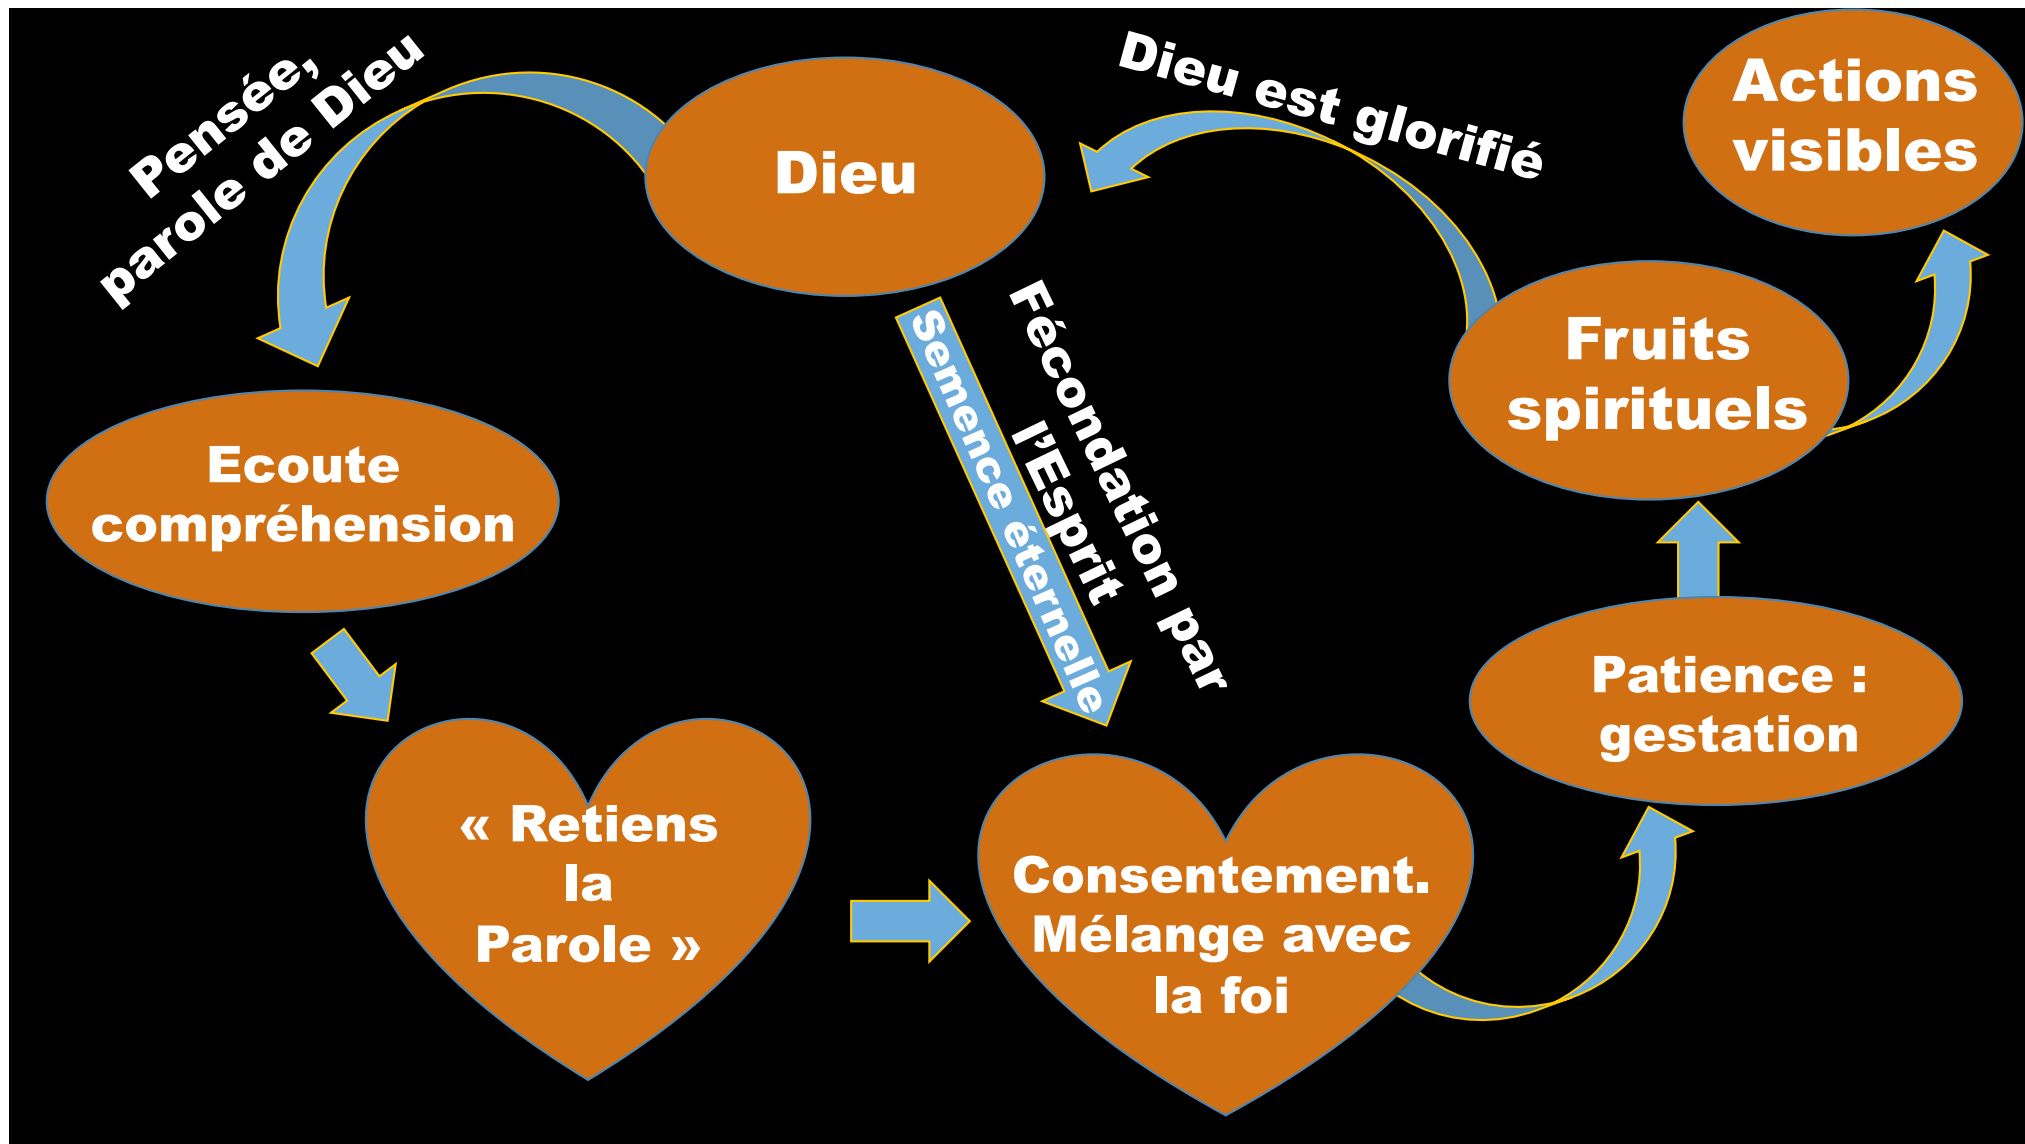 Pensée,
parole de Dieu
Dieu
Dieu est glorifié
Actions
visibles
Fruits
spirituels
Ecoute
compréhension
Semence éternelle
Fécondation par
l’Esprit
Patience :
gestation
« Retiens
la
Parole »
Consentement.
Mélange avec
la foi